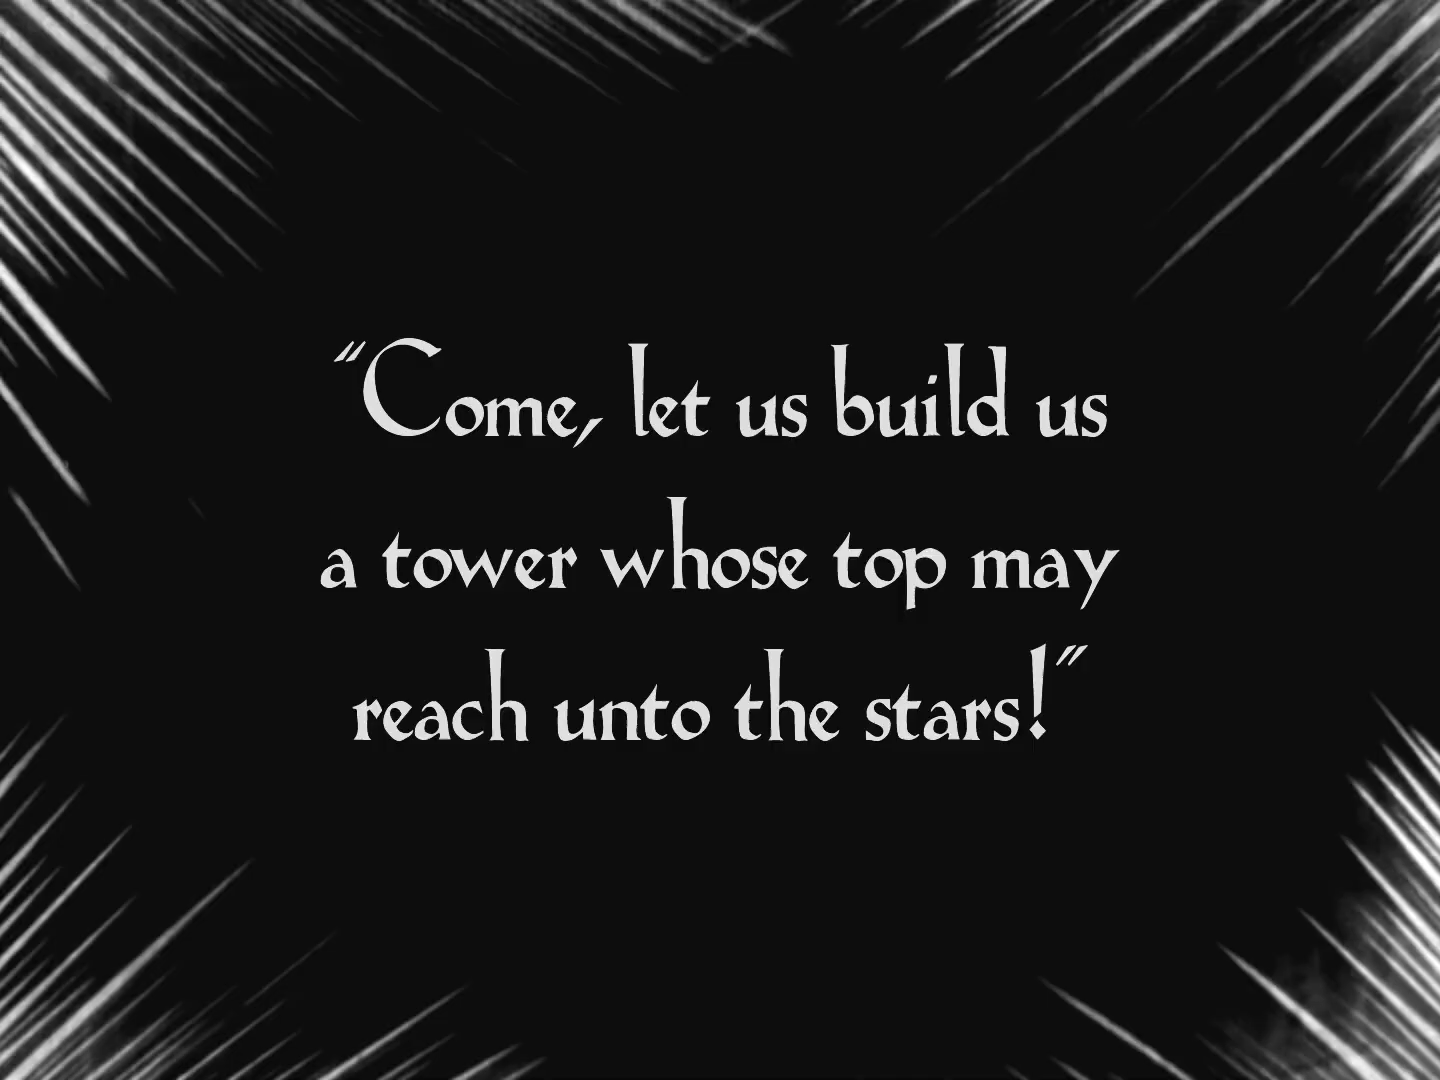 “Come, let us build us
a tower whose top may
reach unto the stars!”